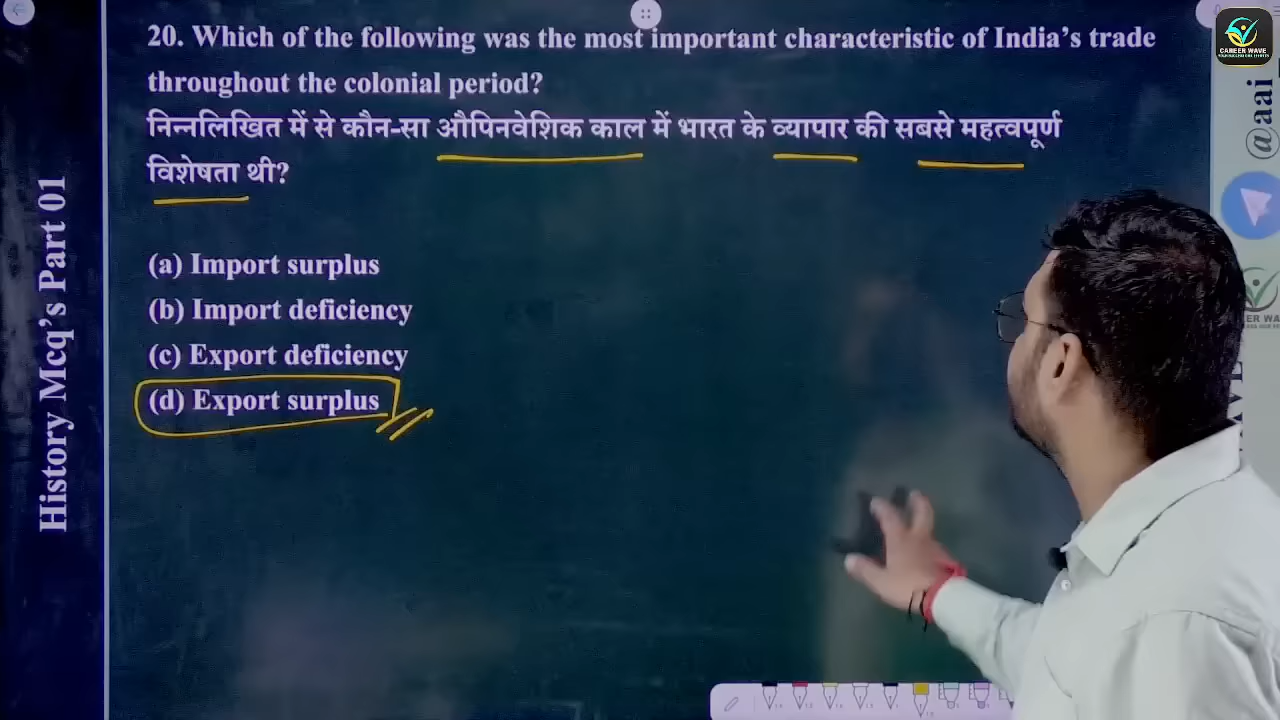 20. Which of the following was the most important characteristic of India's trade
throughout the colonial period?
निन्नलिखित में से कौन-सा औपिनवेशिक काल में भारत के व्यापार की सबसे महत्वपूर्ण
विशेषता थी?
(a) Import surplus
(b) Import deficiency
(c) Export deficiency
(d) Export surplus
History Mcq's Part 01
CAREER WAVE
@aai